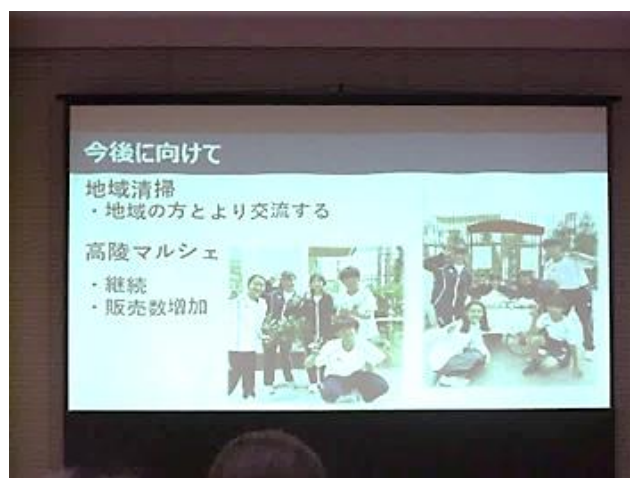 今後に向けて
地域清掃
・地域の方とより交流する
高陵マルシェ
・継続
・販売数増加